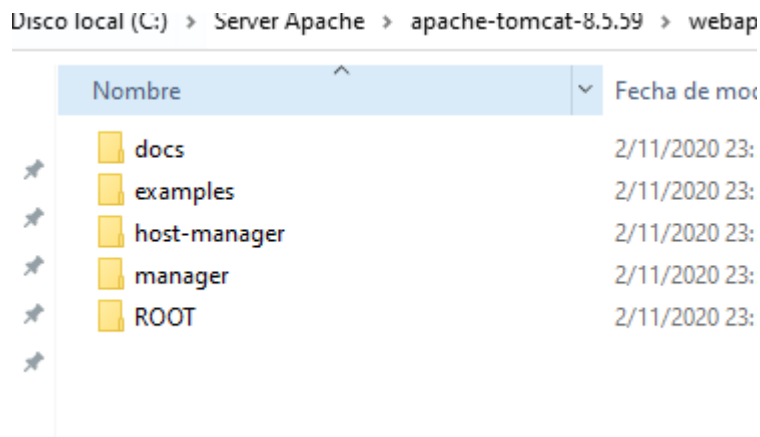 Disco local (C:) > Server Apache > apache-tomcat-8.5.59 > webap
Nombre Fecha de mod
docs 2/11/2020 23:
examples 2/11/2020 23:
host-manager 2/11/2020 23:
manager 2/11/2020 23:
ROOT 2/11/2020 23: